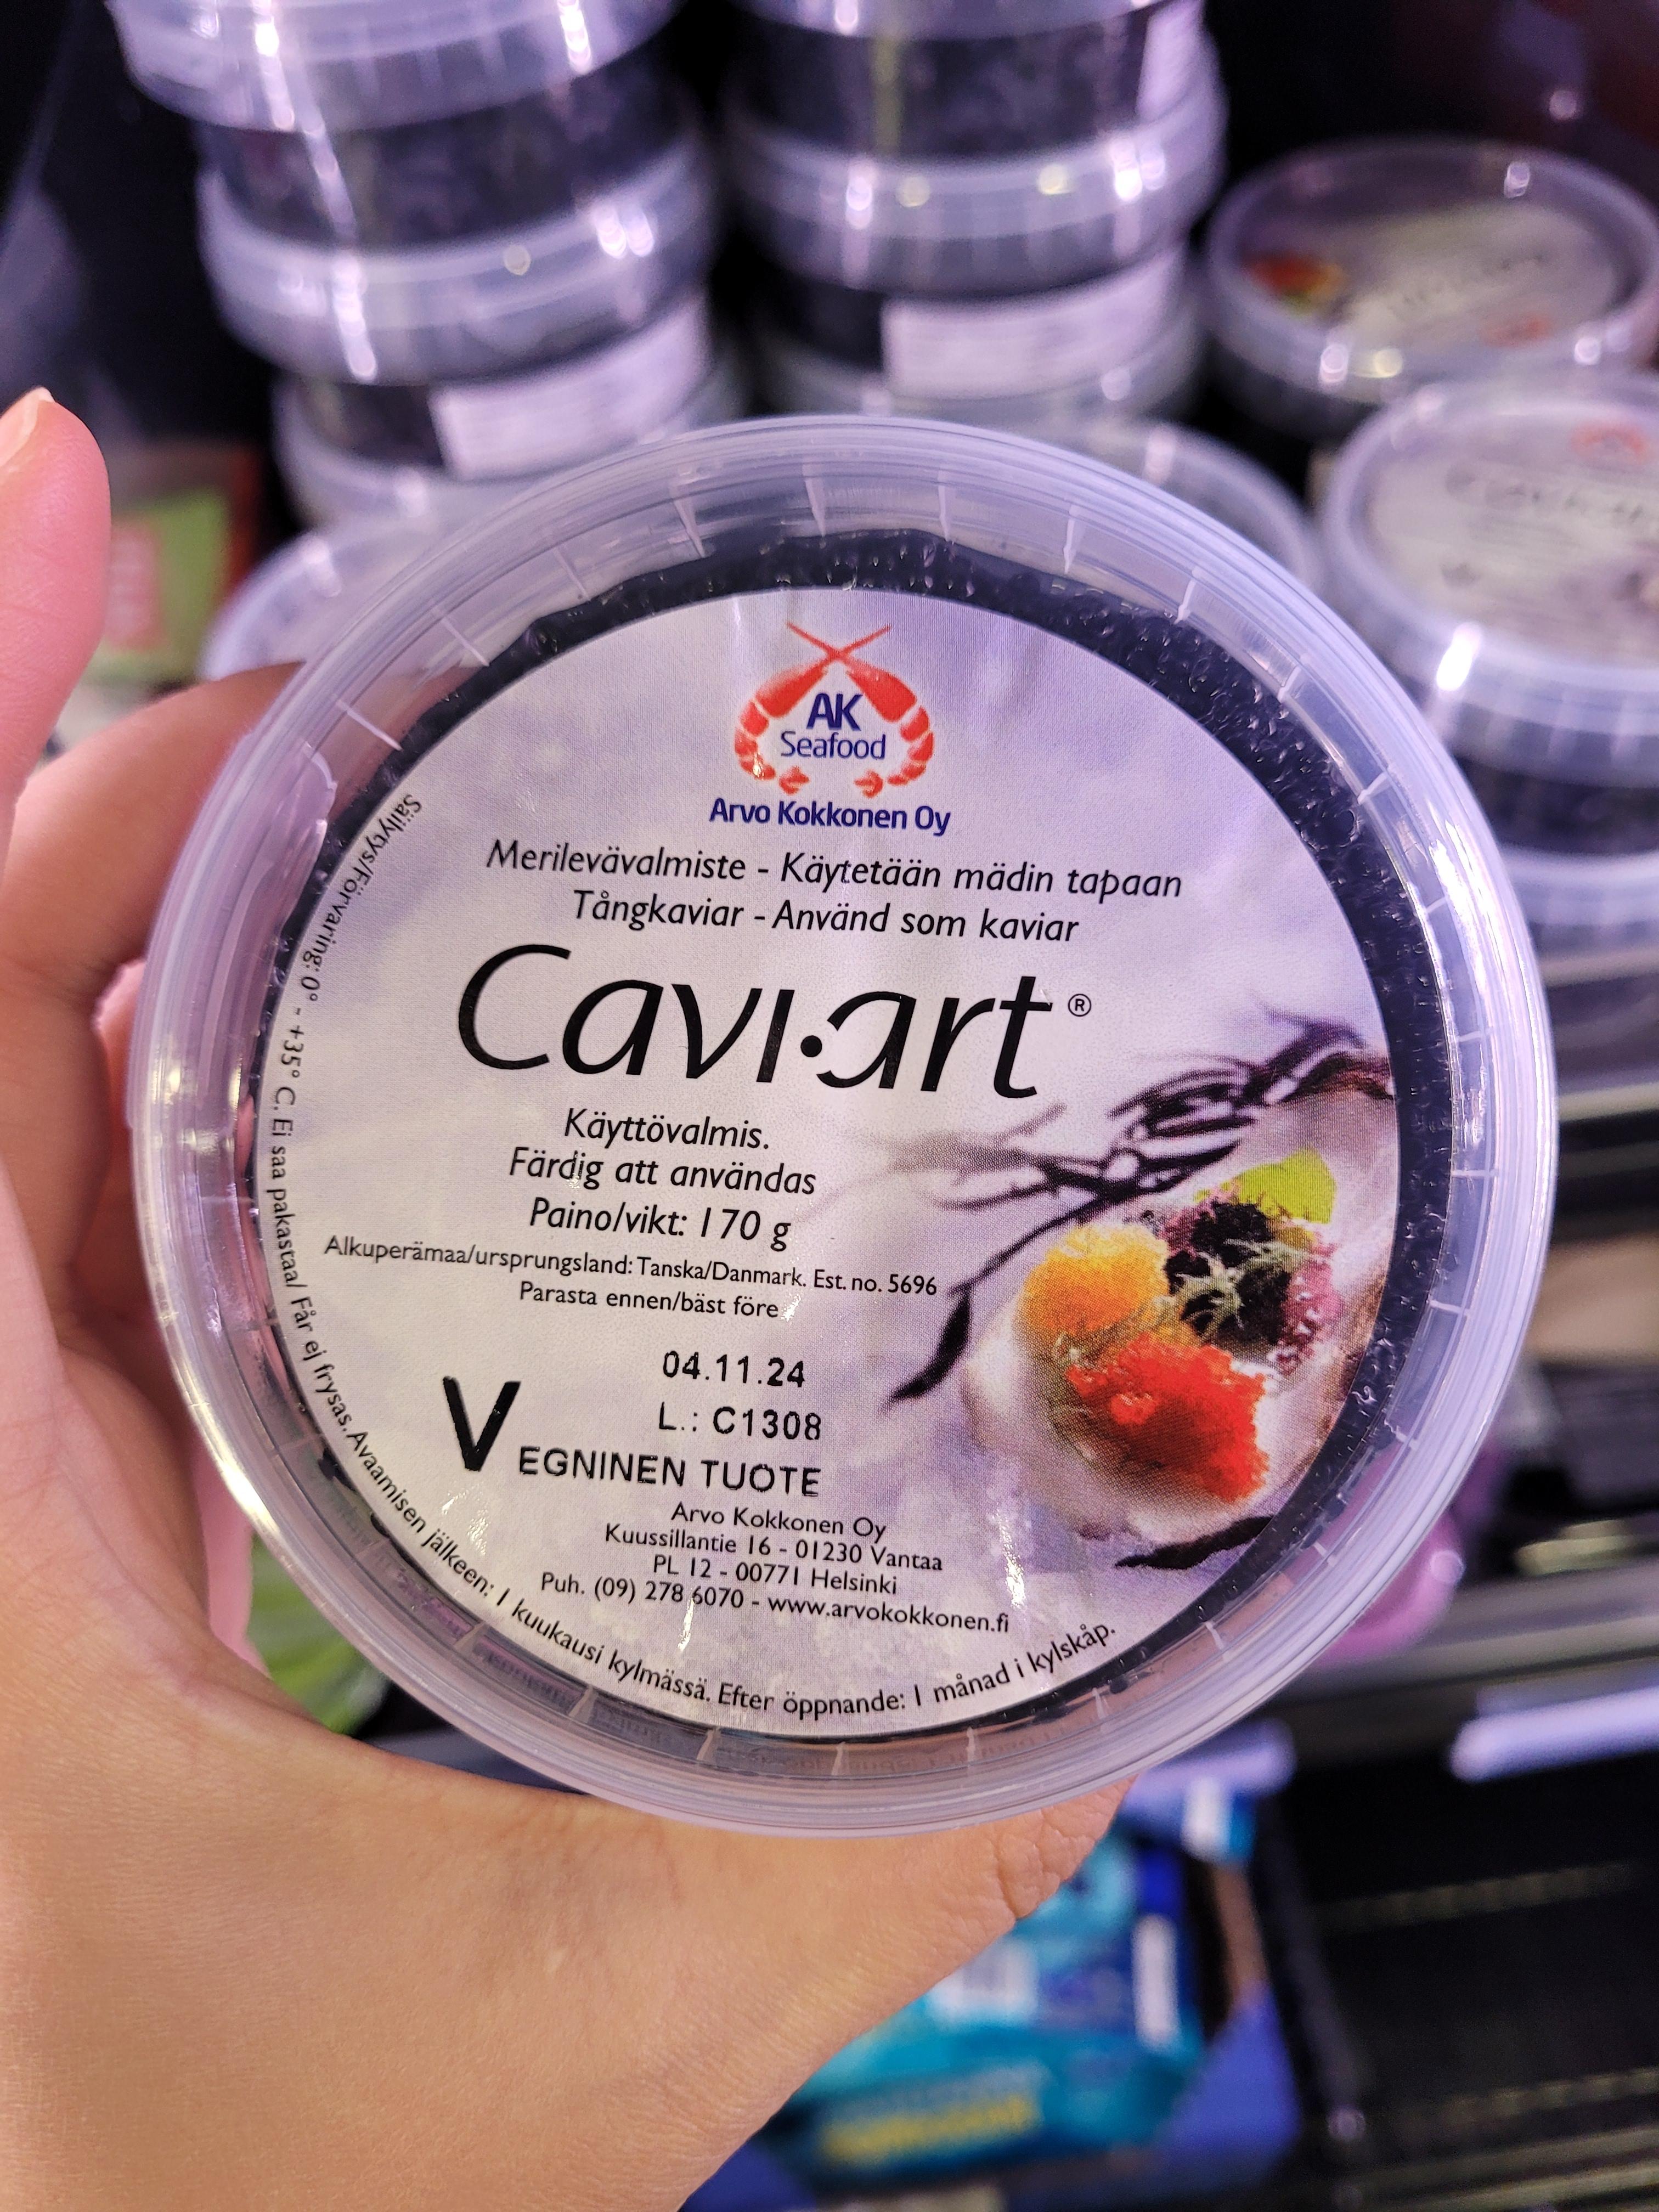 AK
Seafood
Arvo Kokkonen Oy
Merilevävalmiste - Käytetään mädin tapaan
Tångkaviar - Använd som kaviar
Cavi•art®
Käyttövalmis.
Färdig att användas
Paino/vikt: 170 g
Alkuperämaa/ursprungsland: Tanska/Danmark. Est. no. 5696
Parasta ennen/bäst före
04.11.24
L.: C1308
VEGNINEN TUOTE
Arvo Kokkonen Oy
Kuussillantie 16 - 01230 Vantaa
PL 12 - 00771 Helsinki
Puh. (09) 278 6070 - www.arvokokkonen.fi
Säilytys/Förvaring: 0° - +35° C. Ei saa pakastaa/ Får ej frysas. Avaamisen jälkeen: 1 kuukausi kylmässä. Efter öppnande: 1 månad i kylskåp.